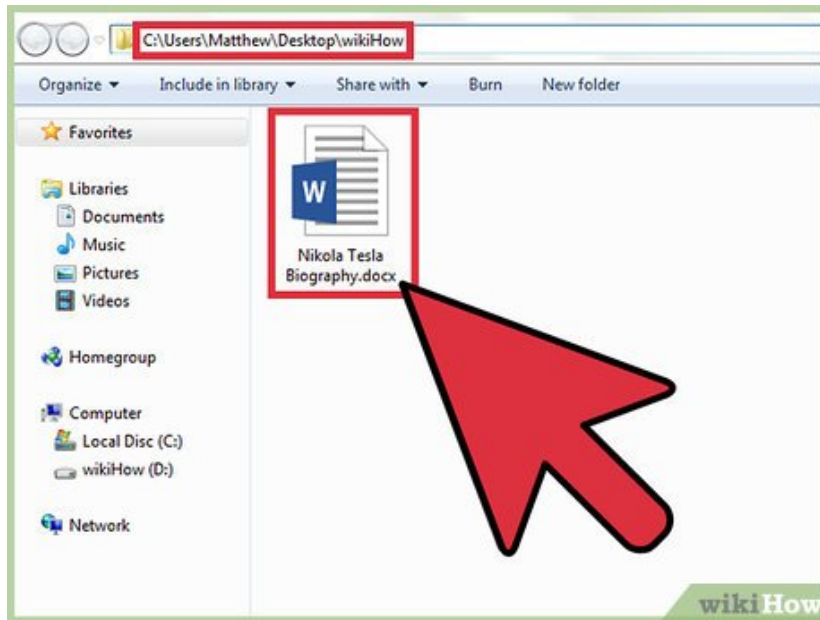 C:\Users\Matthew\Desktop\wikiHow
Organize Include in library Share with Burn New folder
Favorites
Libraries
Documents
Music
Pictures
Videos
Homegroup
Computer
Local Disc (C:)
wikiHow (D:)
Network
W
Nikola Tesla
Biography.docx
wikiHow